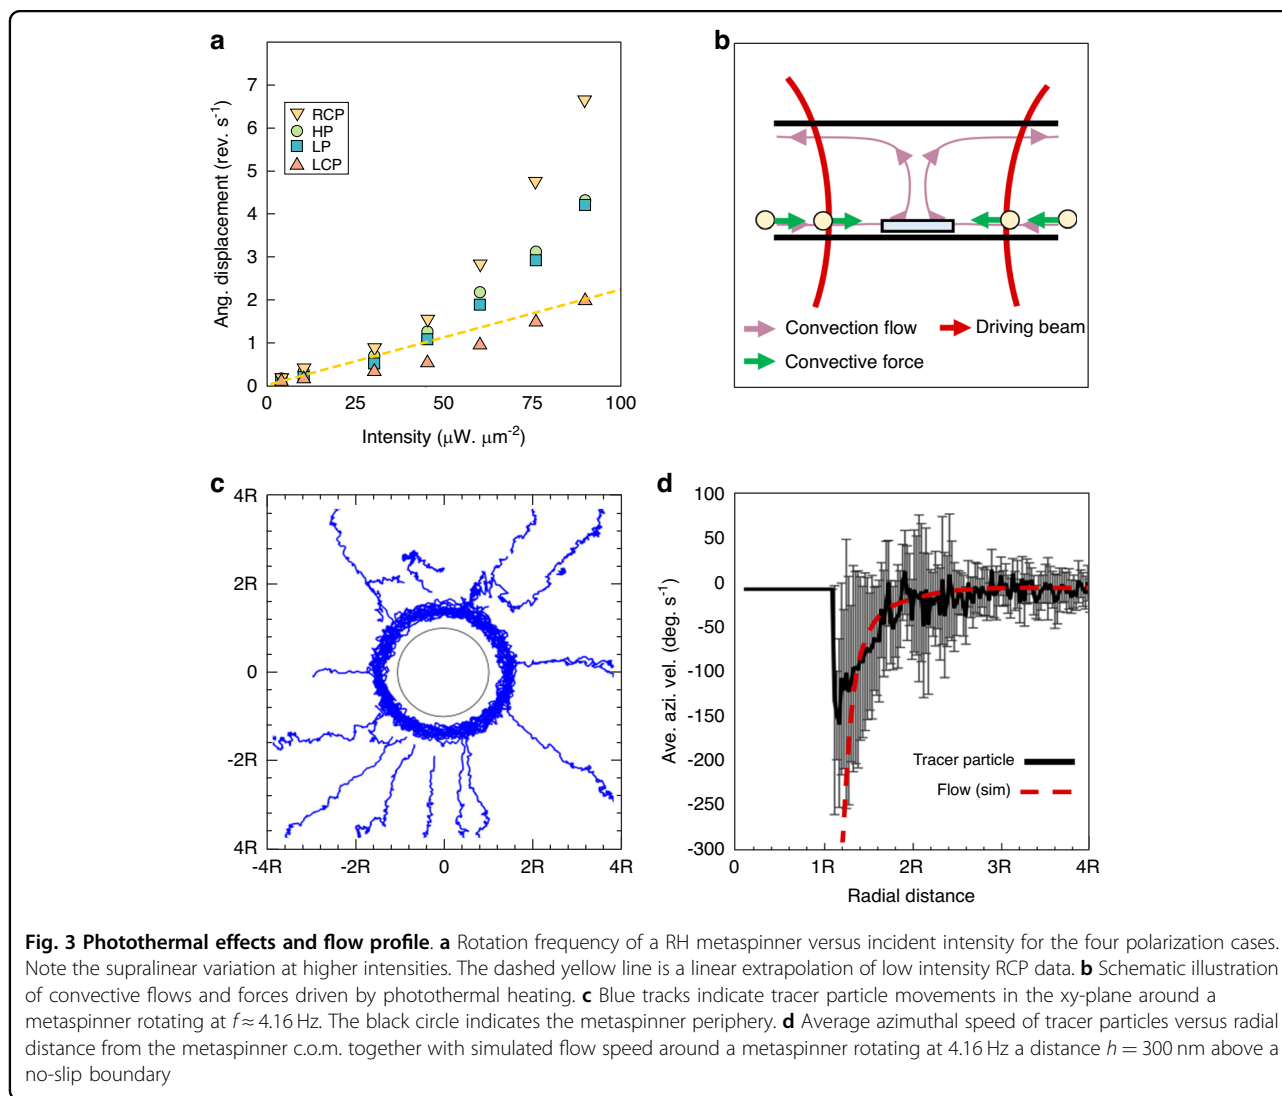 a
Ang. displacement (rev. s⁻¹)
7
6
5
4
3
2
1
0
RCP
HP
LP
LCP
0
25
50
75
100
Intensity (μW. μm⁻²)
b
Convection flow
Driving beam
Convective force
c
4R
2R
0
-2R
4R
-4R
-2R
0
2R
4R
d
Ave. azi. vel. (deg. s⁻¹)
100
50
0
-50
-100
-150
-200
-250
-300
Tracer particle
Flow (sim)
0
1R
2R
3R
4R
Radial distance
Fig. 3 Photothermal effects and flow profile. a Rotation frequency of a RH metaspinner versus incident intensity for the four polarization cases.
Note the supralinear variation at higher intensities. The dashed yellow line is a linear extrapolation of low intensity RCP data. b Schematic illustration
of convective flows and forces driven by photothermal heating. c Blue tracks indicate tracer particle movements in the xy-plane around a
metaspinner rotating at f ≈ 4.16 Hz. The black circle indicates the metaspinner periphery. d Average azimuthal speed of tracer particles versus radial
distance from the metaspinner c.o.m. together with simulated flow speed around a metaspinner rotating at 4.16 Hz a distance h = 300 nm above a
no-slip boundary